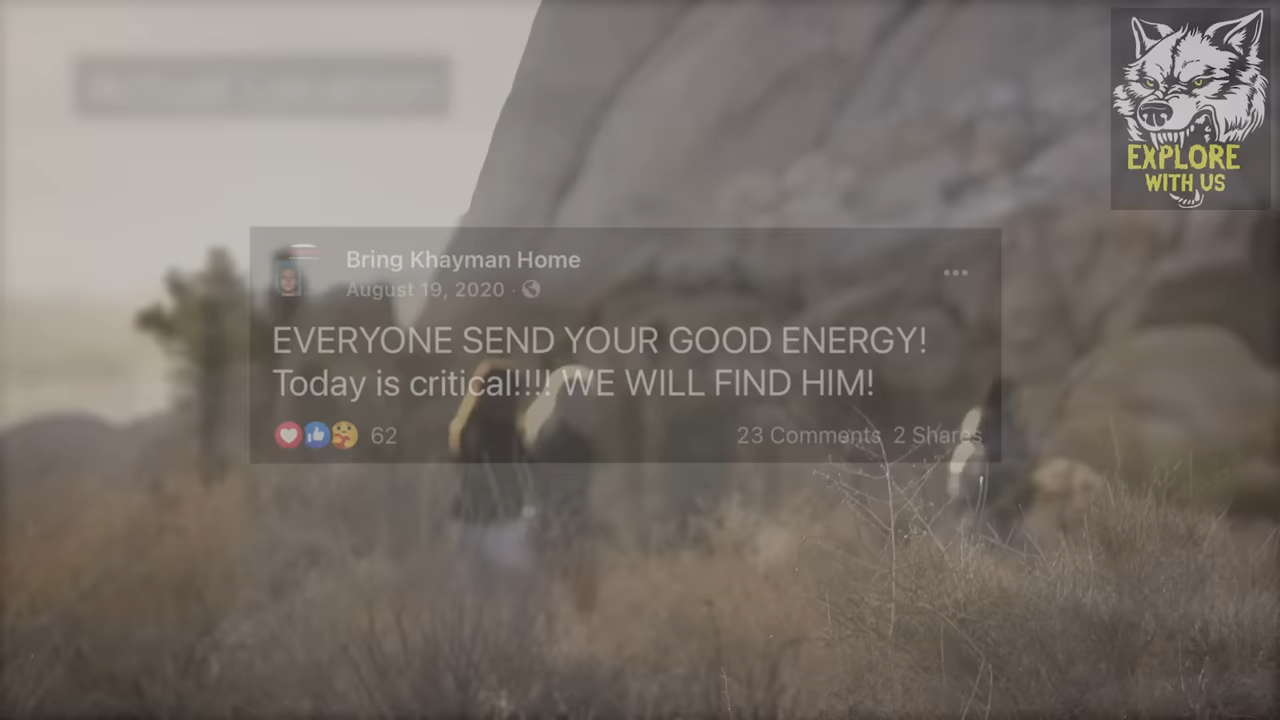 EXPLORE
WITH US
Bring Khayman Home
August 19, 2020 ·
EVERYONE SEND YOUR GOOD ENERGY!
Today is critical!!!! WE WILL FIND HIM!
62
23 Comments 2 Shares